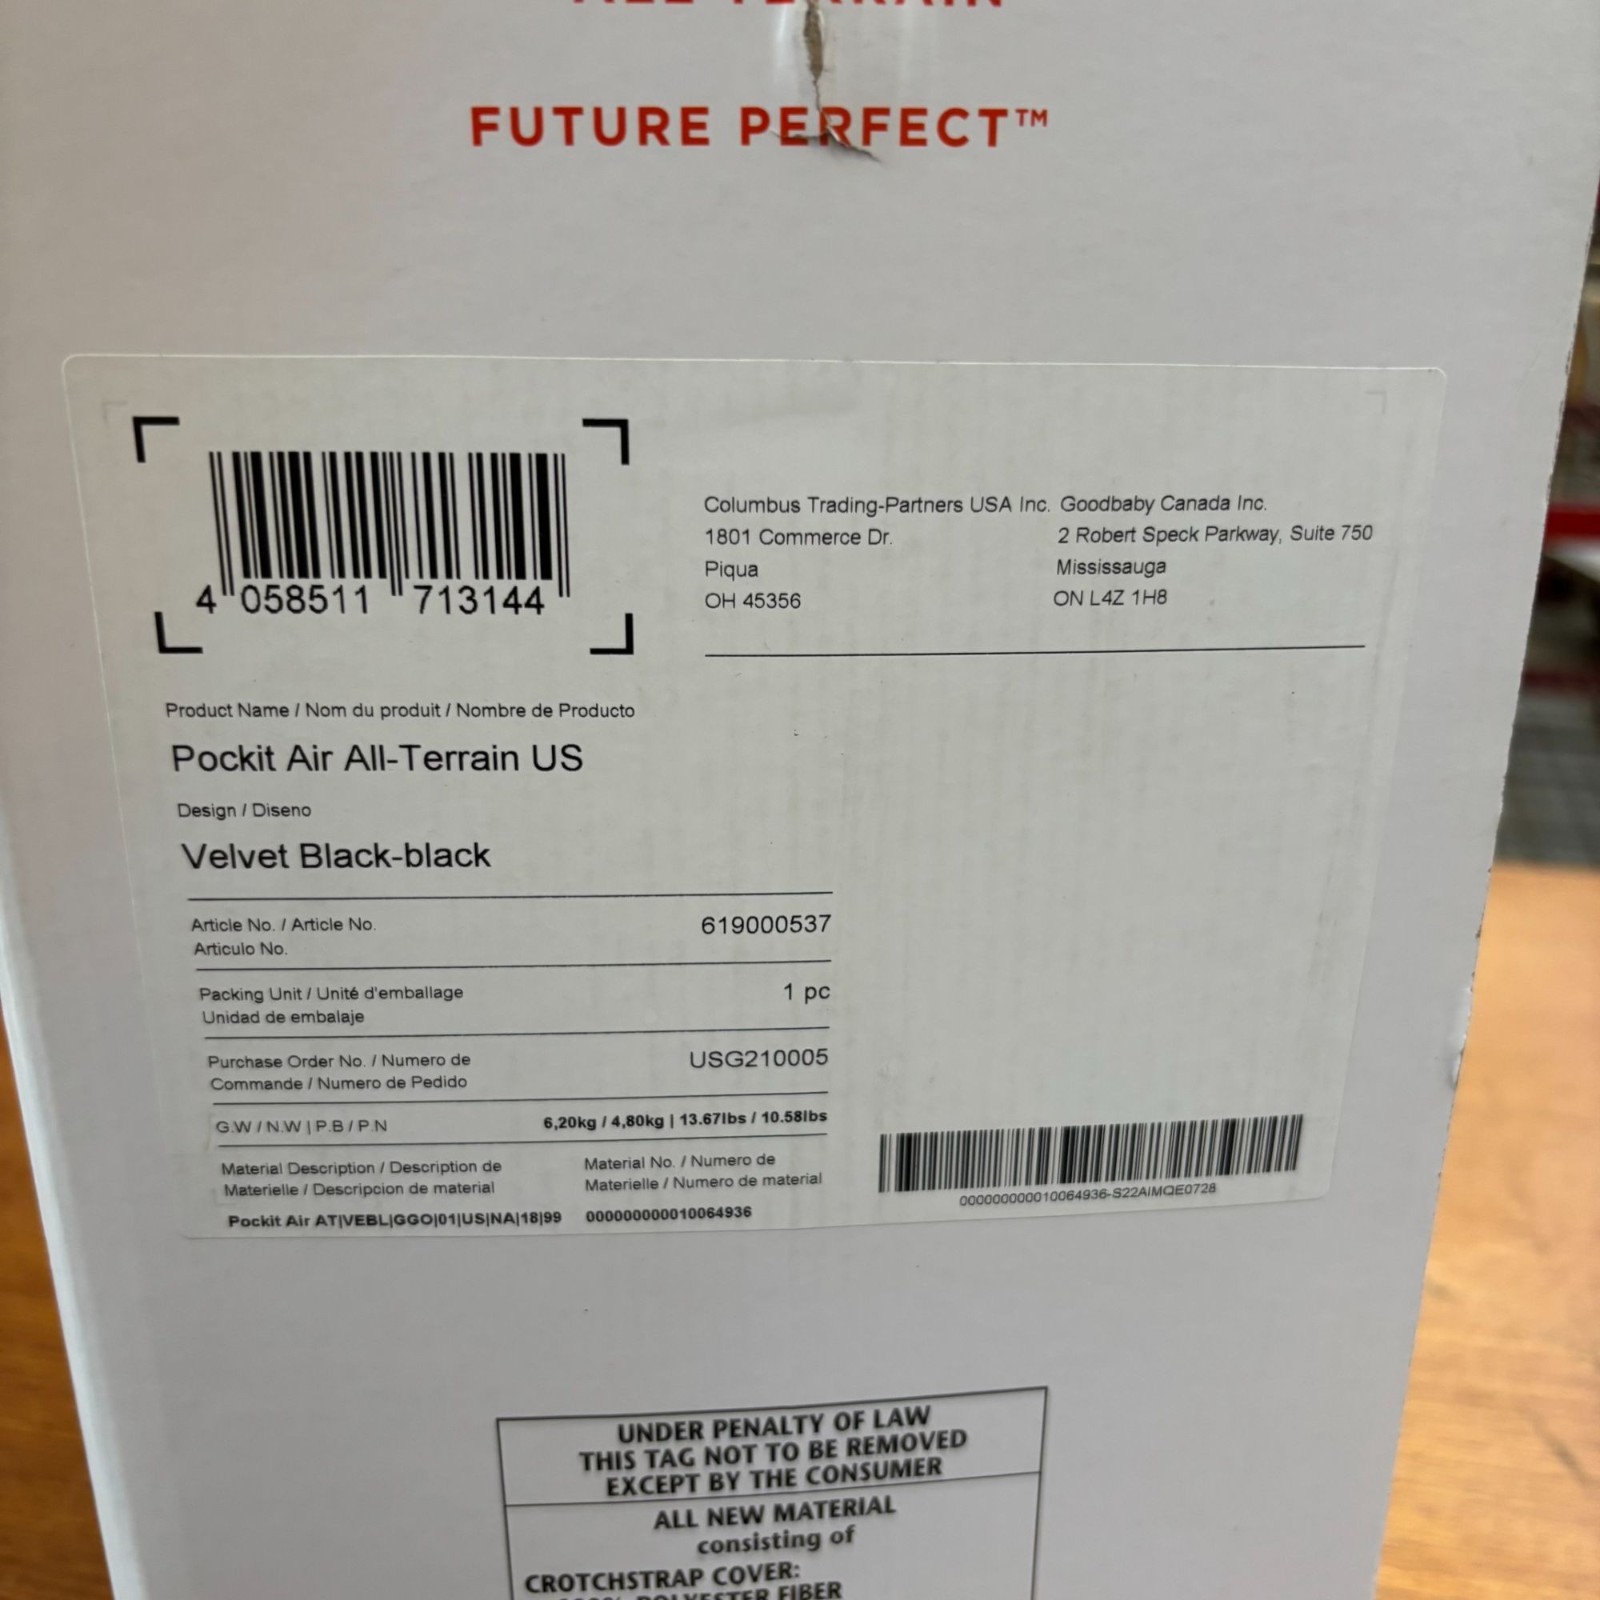 ALL TERRAIN
FUTURE PERFECT™
4 058511 713144
Columbus Trading-Partners USA Inc.
1801 Commerce Dr.
Piqua
OH 45356
Goodbaby Canada Inc.
2 Robert Speck Parkway, Suite 750
Mississauga
ON L4Z 1H8
Product Name / Nom du produit / Nombre de Producto
Pockit Air All-Terrain US
Design / Diseno
Velvet Black-black
Article No. / Article No.
Articulo No.
619000537
Packing Unit / Unité d'emballage
Unidad de embalaje
1 pc
Purchase Order No. / Numero de
Commande / Numero de Pedido
USG210005
G.W / N.W | P.B / P.N
6,20kg / 4,80kg | 13.67lbs / 10.58lbs
Material Description / Description de
Materielle / Descripcion de material
Material No. / Numero de
Materielle / Numero de material
Pockit Air AT|VEBL|GGO|01|US|NA|18|99
000000000010064936
000000000010064936-S22AIMQE0728
UNDER PENALTY OF LAW
THIS TAG NOT TO BE REMOVED
EXCEPT BY THE CONSUMER
ALL NEW MATERIAL
consisting of
CROTCHSTRAP COVER:
100% POLYESTER FIBER